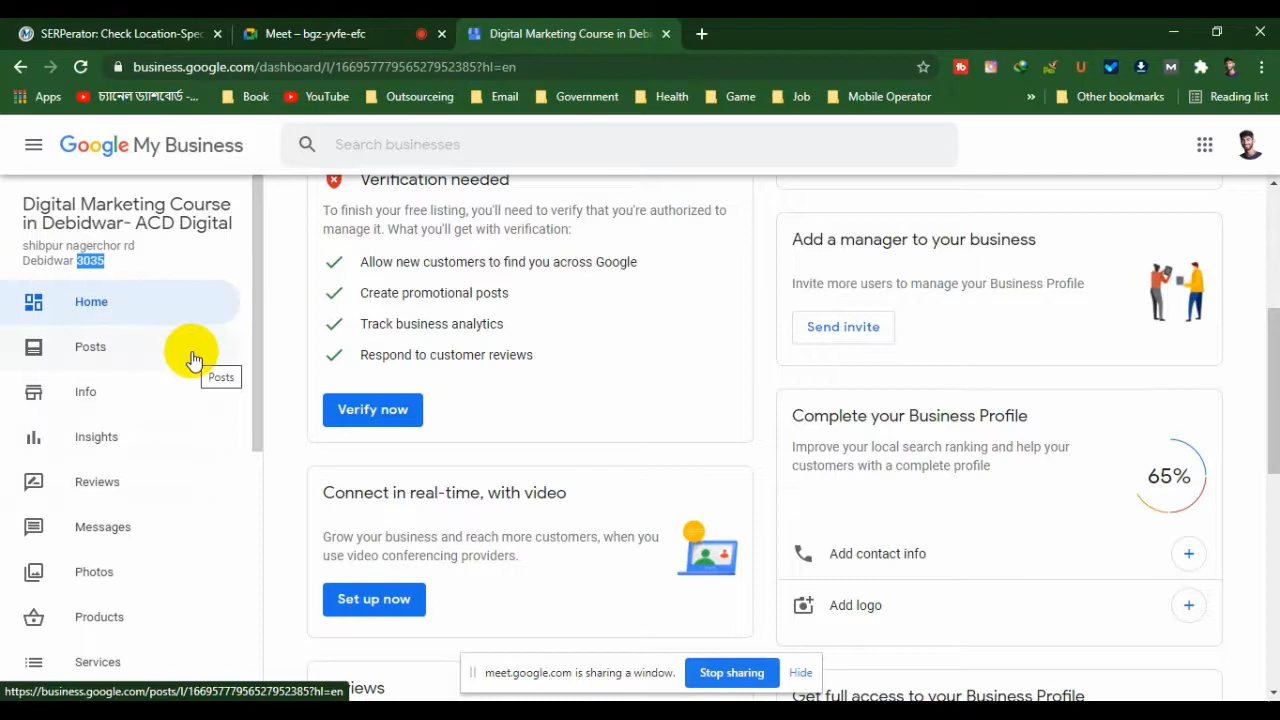 SERPerator: Check Location-Spec
Meet – bgz-yvfe-efc
Digital Marketing Course in Debi
business.google.com/dashboard/l/16695777956527952385?hl=en
Apps
চ্যানেল ড্যাশবোর্ড -...
Book
YouTube
Outsourceing
Email
Government
Health
Game
Job
Mobile Operator
»
Other bookmarks
Reading list
Google My Business
Search businesses
Digital Marketing Course
in Debidwar- ACD Digital
shibpur nagerchor rd
Debidwar 3035
Home
Posts
Posts
Info
Insights
Reviews
Messages
Photos
Products
Services
Verification needed
To finish your free listing, you'll need to verify that you're authorized to
manage it. What you'll get with verification:
Allow new customers to find you across Google
Create promotional posts
Track business analytics
Respond to customer reviews
Verify now
Connect in real-time, with video
Grow your business and reach more customers, when you
use video conferencing providers.
Set up now
views
Add a manager to your business
Invite more users to manage your Business Profile
Send invite
Complete your Business Profile
Improve your local search ranking and help your
customers with a complete profile
65%
Add contact info
Add logo
Get full access to your Business Profile
meet.google.com is sharing a window.
Stop sharing
Hide
https://business.google.com/posts/l/16695777956527952385?hl=en